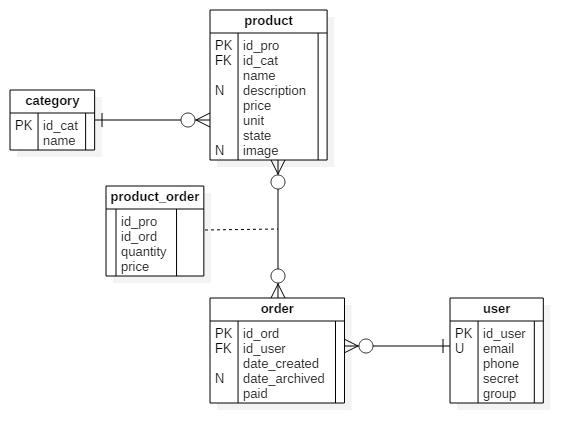 product
PK id_pro
FK id_cat
name
N description
price
unit
state
N image
category
PK id_cat
name
product_order
id_pro
id_ord
quantity
price
order
PK id_ord
FK id_user
date_created
N date_archived
paid
user
PK id_user
U email
phone
secret
group